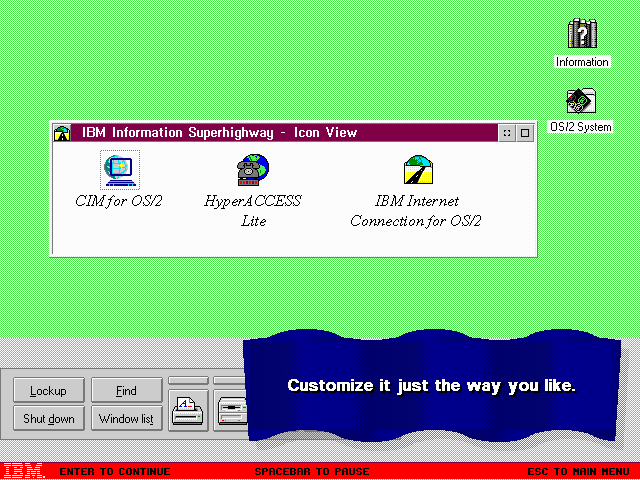 Information
OS/2 System
IBM Information Superhighway - Icon View
CIM for OS/2
HyperACCESS
Lite
IBM Internet
Connection for OS/2
Customize it just the way you like.
Lockup
Find
Shut down
Window list
IBM. ENTER TO CONTINUE SPACEBAR TO PAUSE ESC TO MAIN MENU